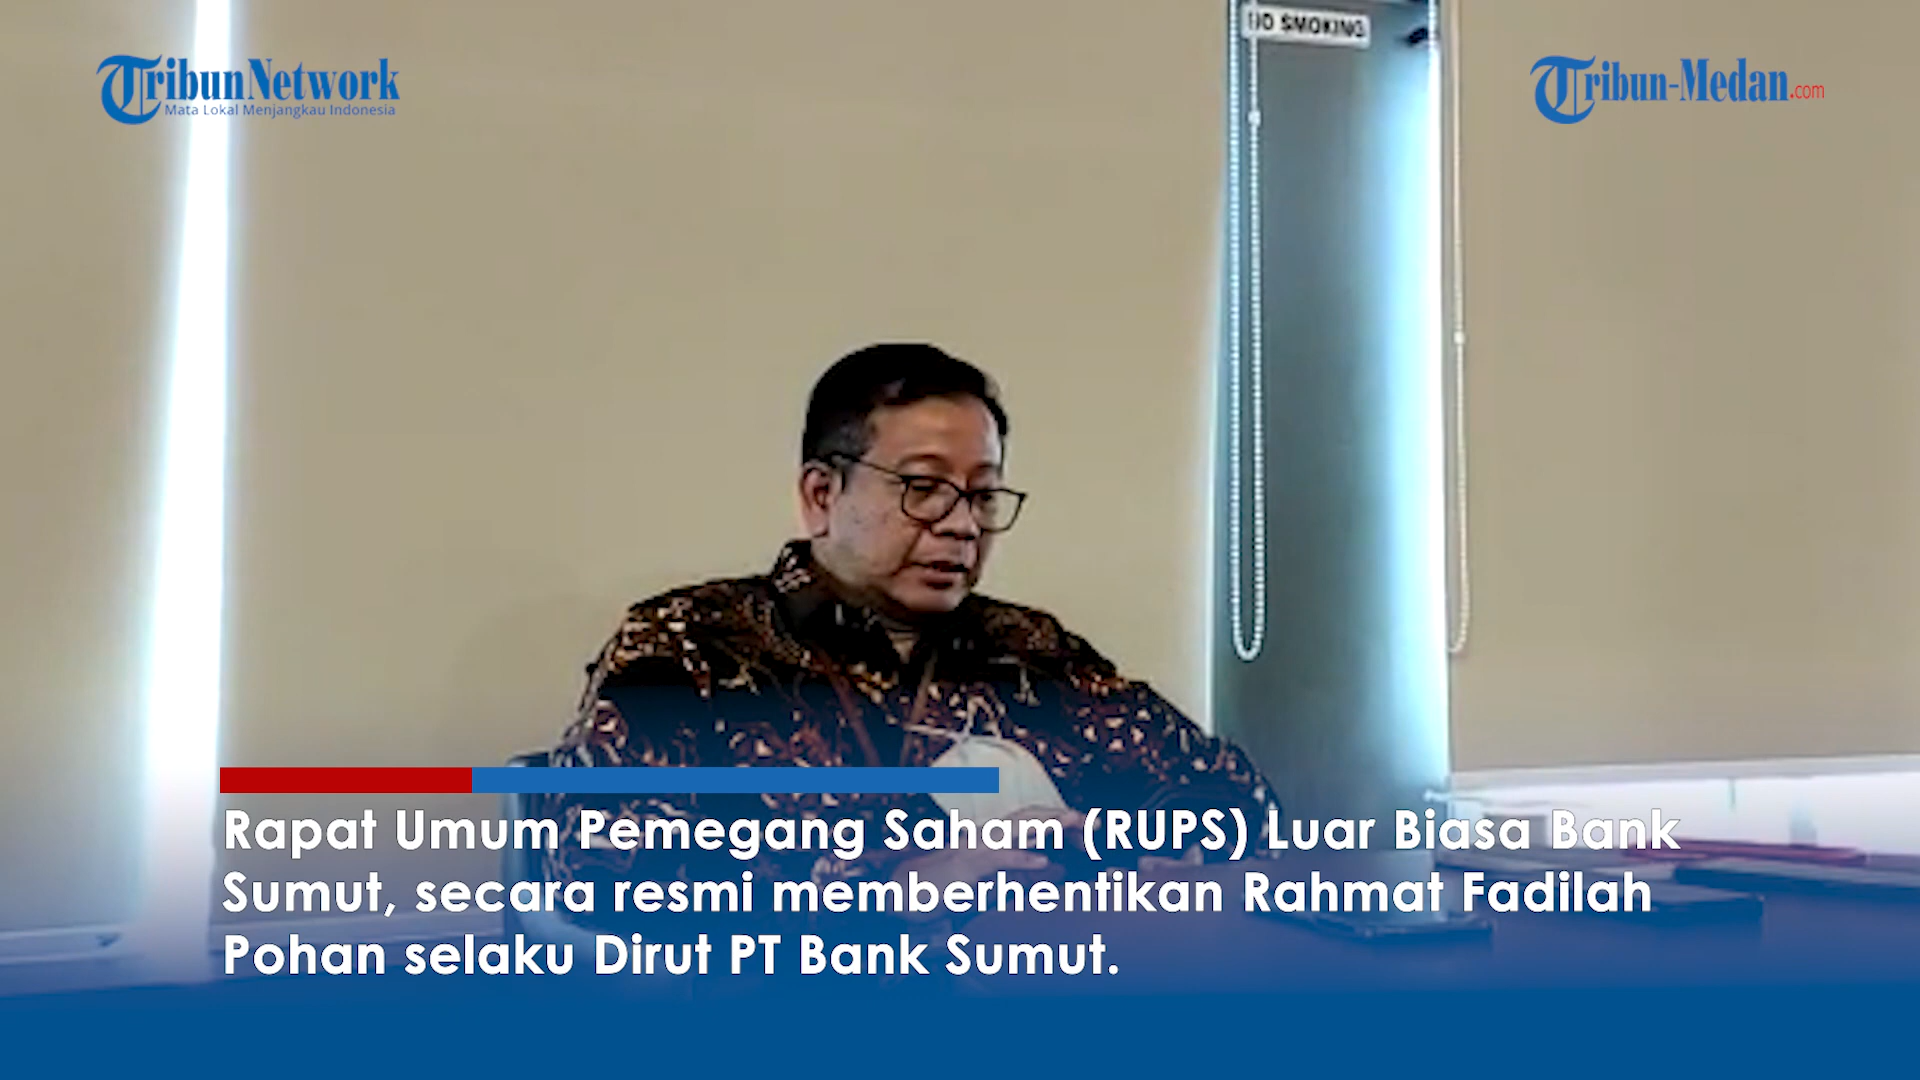 NO SMOKING
TribunNetwork
Mata Lokal Menjangkau Indonesia
Tribun-Medan.com
Rapat Umum Pemegang Saham (RUPS) Luar Biasa Bank
Sumut, secara resmi memberhentikan Rahmat Fadilah
Pohan selaku Dirut PT Bank Sumut.